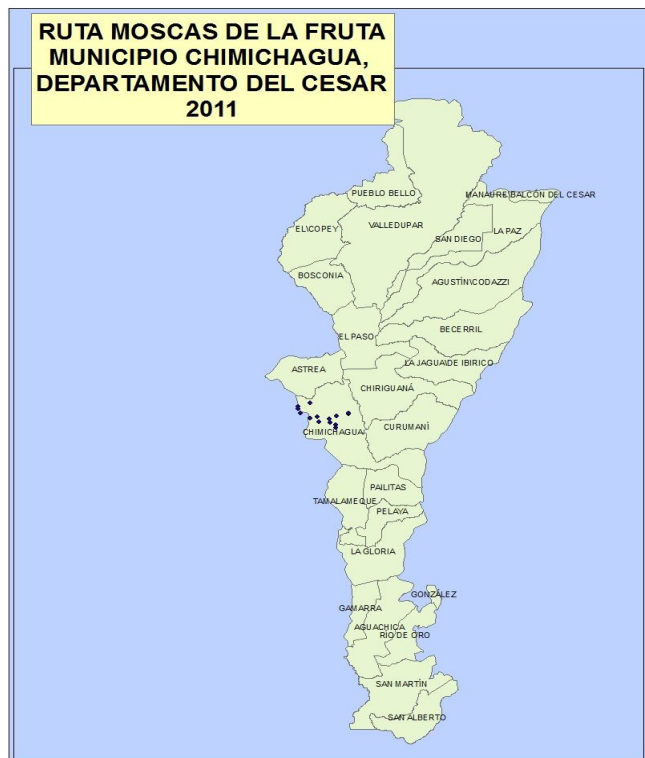 RUTA MOSCAS DE LA FRUTA
MUNICIPIO CHIMICHAGUA,
DEPARTAMENTO DEL CESAR
2011
PUEBLO BELLO
MANAURE\BALCÓN DEL CESAR
EL\COPEY
VALLEDUPAR
LA PAZ
SAN DIEGO
BOSCONIA
AGUSTÍN\CODAZZI
BECERRIL
EL PASO
LA JAGUA\DE IBIRICO
ASTREA
CHIRIGUANÁ
CURUMANÍ
CHIMICHAGUA
PAILITAS
TAMALAMEQUE
PELAYA
LA GLORIA
GONZÁLEZ
GAMARRA
AGUACHICA
RÍO DE ORO
SAN MARTÍN
SAN ALBERTO